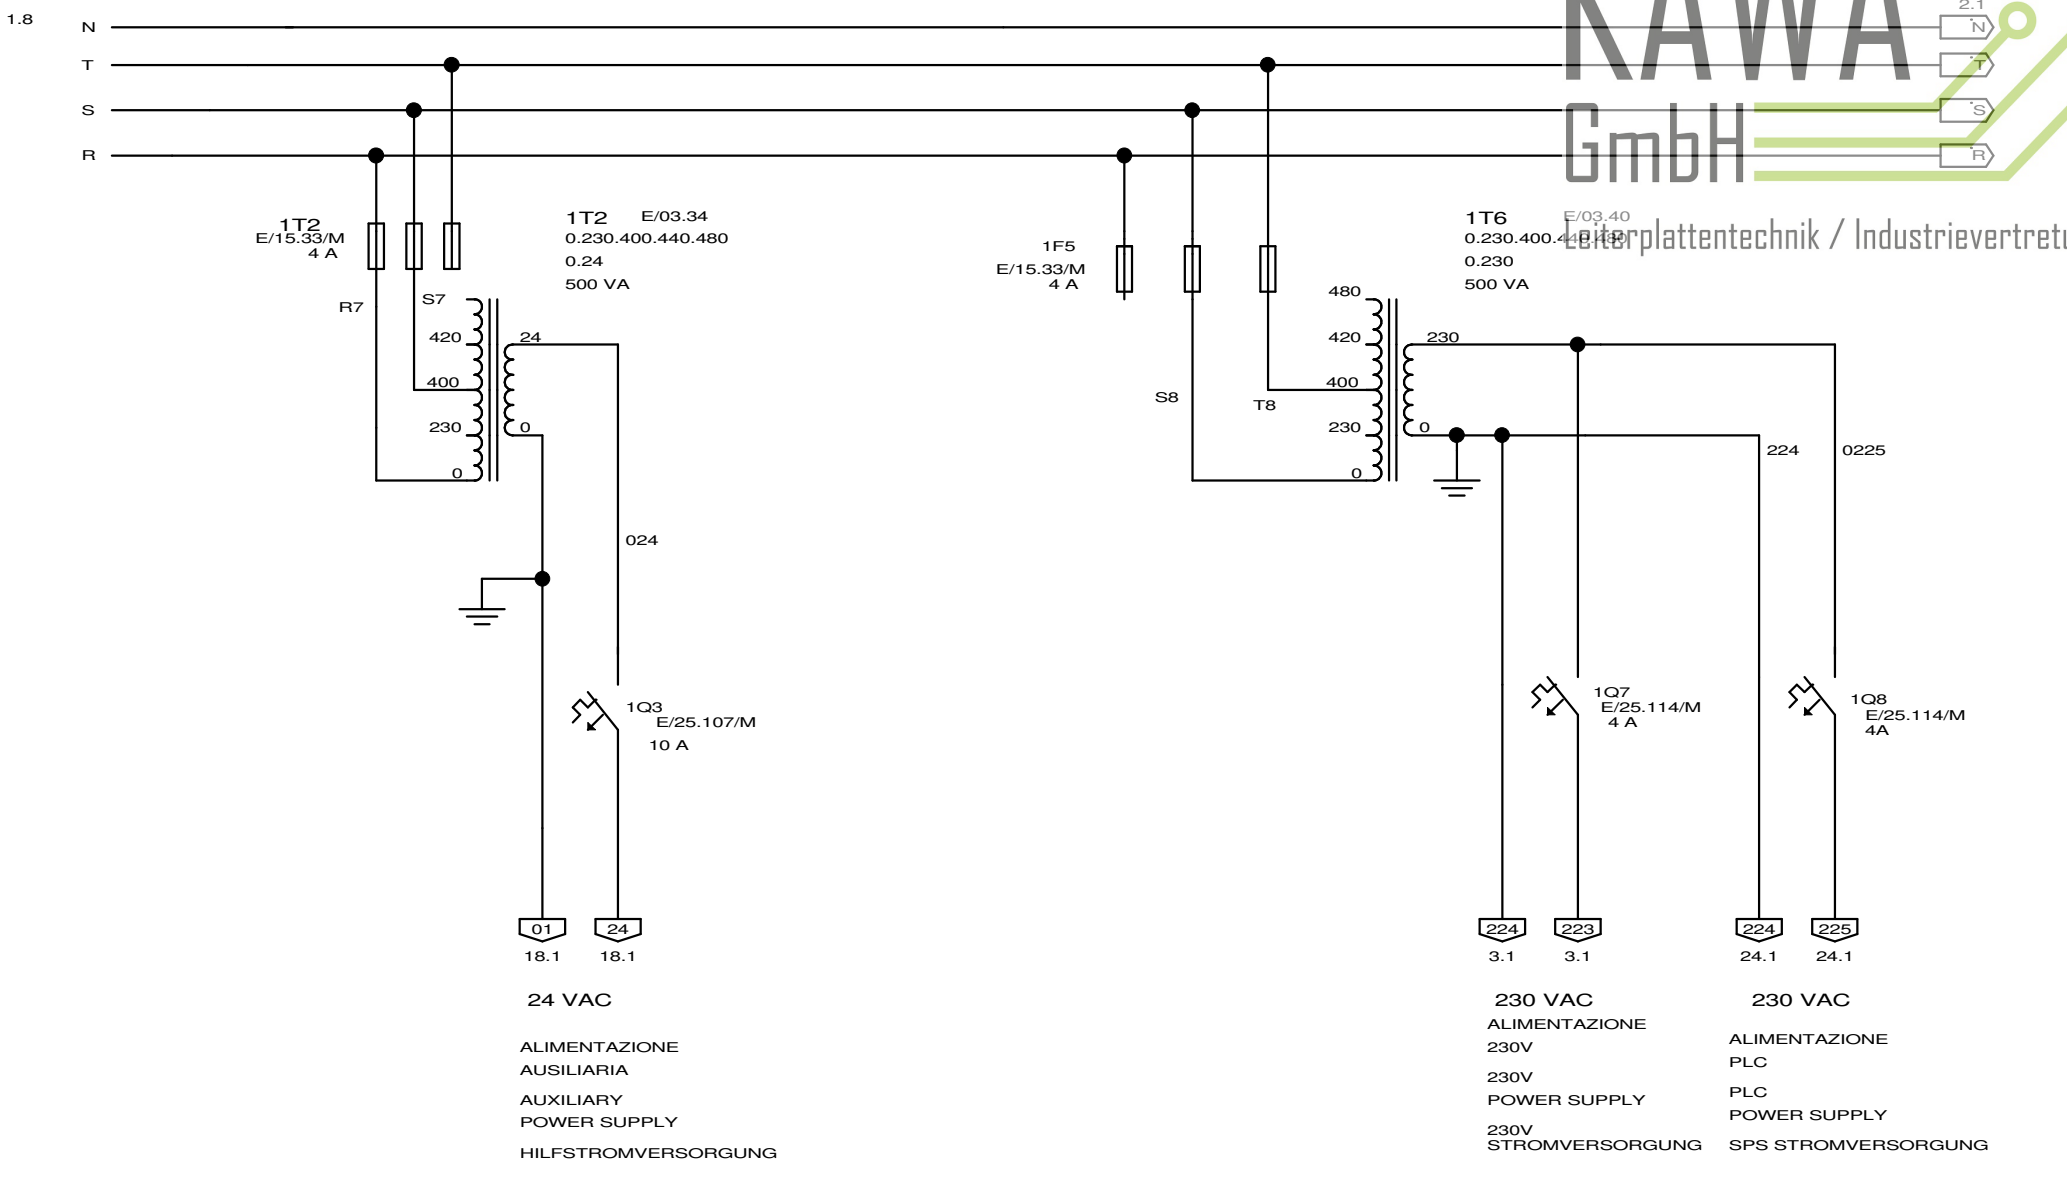 1.8
N
T
S
R
2.1
N
T
S
R
KAWA
GmbH
Leiterplattentechnik / Industrievertretu
1T2
E/15.33/M
4 A
1T2 E/03.34
0.230.400.440.480
0.24
500 VA
R7
S7
420
400
230
0
24
0
024
1Q3
E/25.107/M
10 A
01
24
18.1
18.1
24 VAC
ALIMENTAZIONE
AUSILIARIA
AUXILIARY
POWER SUPPLY
HILFSTROMVERSORGUNG
1F5
E/15.33/M
4 A
1T6 E/03.40
0.230.400.440.480
0.230
500 VA
S8
T8
480
420
400
230
0
230
0
224
0225
1Q7
E/25.114/M
4 A
1Q8
E/25.114/M
4A
224
223
224
225
3.1
3.1
24.1
24.1
230 VAC
ALIMENTAZIONE
230V
230V
POWER SUPPLY
230V
STROMVERSORGUNG
230 VAC
ALIMENTAZIONE
PLC
PLC
POWER SUPPLY
SPS STROMVERSORGUNG